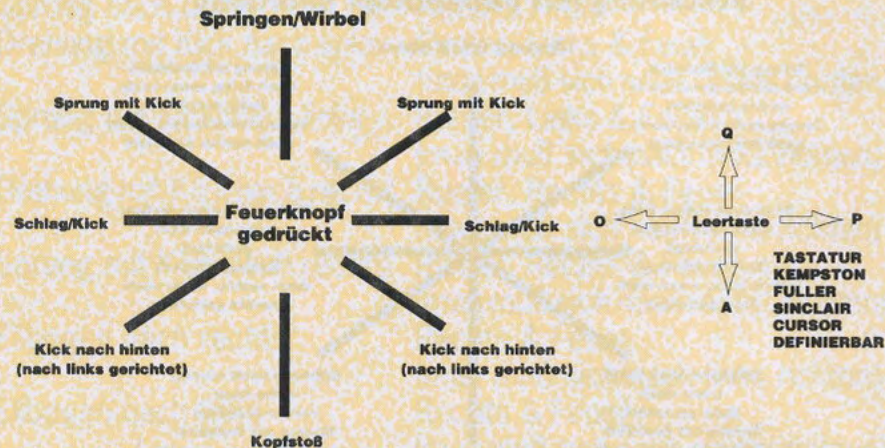 Springen/Wirbel
Sprung mit Kick
Sprung mit Kick
Schlag/Kick
Feuerknopf
gedrückt
Schlag/Kick
Kick nach hinten
(nach links gerichtet)
Kick nach hinten
(nach links gerichtet)
Kopfstoß
Q
O
Leertaste
P
A
TASTATUR
KEMPSTON
FULLER
SINCLAIR
CURSOR
DEFINIERBAR